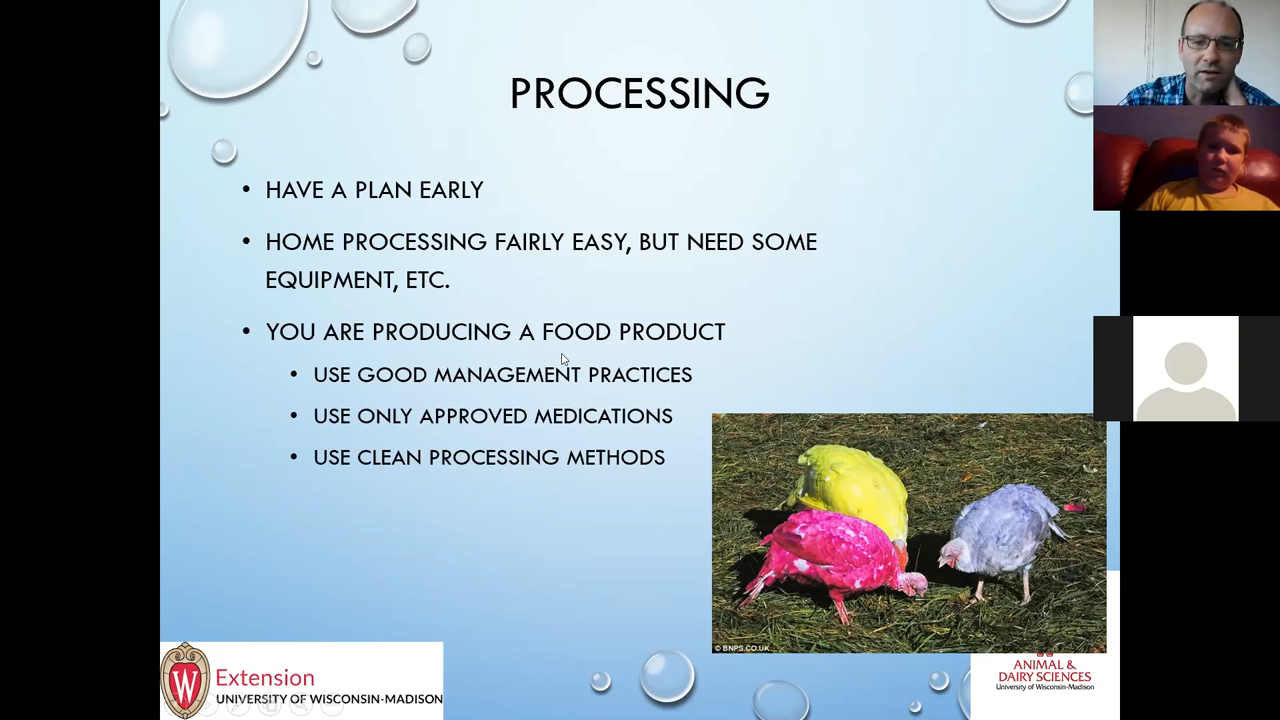 PROCESSING
• HAVE A PLAN EARLY
• HOME PROCESSING FAIRLY EASY, BUT NEED SOME
EQUIPMENT, ETC.
• YOU ARE PRODUCING A FOOD PRODUCT
• USE GOOD MANAGEMENT PRACTICES
• USE ONLY APPROVED MEDICATIONS
• USE CLEAN PROCESSING METHODS
© BNPS.CO.UK
W
Extension
UNIVERSITY OF WISCONSIN-MADISON
ANIMAL &
DAIRY SCIENCES
University of Wisconsin-Madison